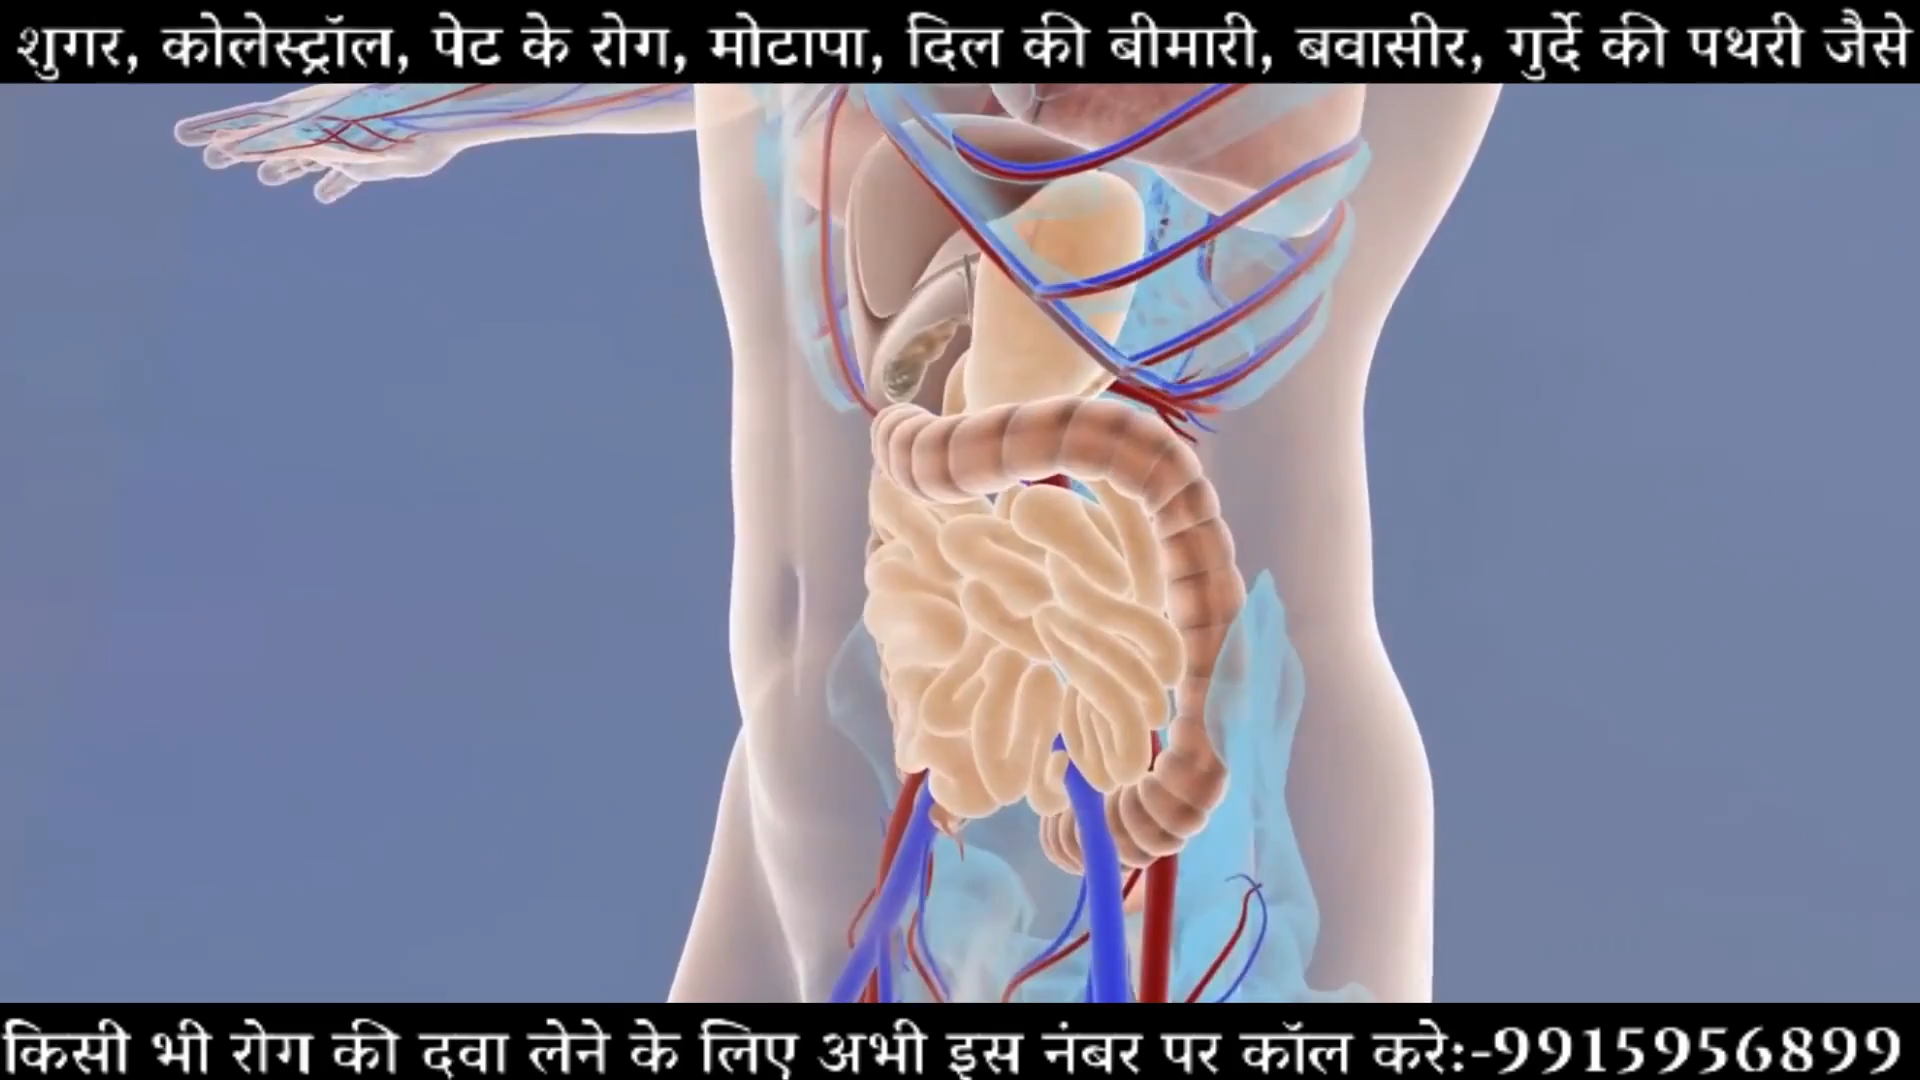 शुगर, कोलेस्ट्रॉल, पेट के रोग, मोटापा, दिल की बीमारी, बवासीर, गुर्दे की पथरी जैसे
किसी भी रोग की दवा लेने के लिए अभी इस नंबर पर कॉल करे:-9915956899